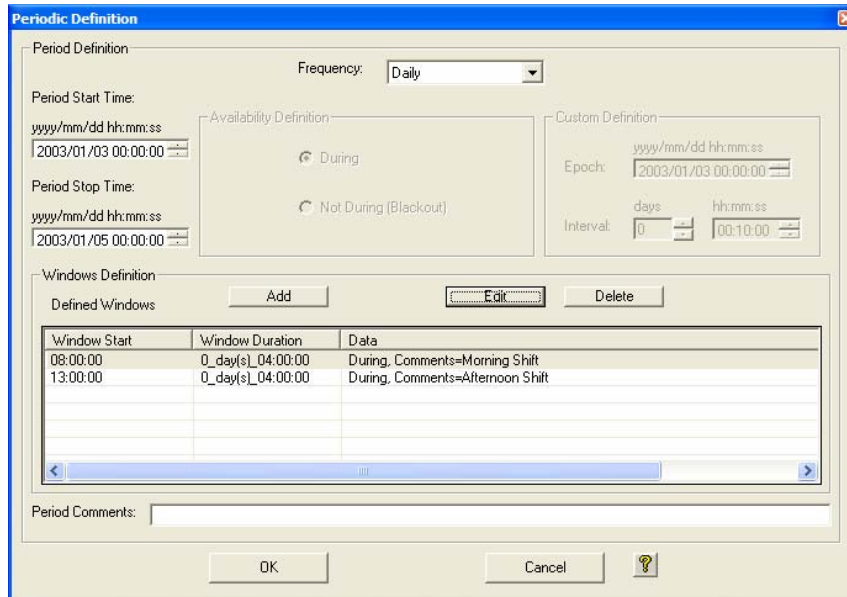 Periodic Definition
Period Definition
Frequency: Daily
Period Start Time:
yyyy/mm/dd hh:mm:ss
2003/01/03 00:00:00
Period Stop Time:
yyyy/mm/dd hh:mm:ss
2003/01/05 00:00:00
Availability Definition
During
Not During (Blackout)
Custom Definition
yyyy/mm/dd hh:mm:ss
Epoch: 2003/01/03 00:00:00
days hh:mm:ss
Interval: 0 00:10:00
Windows Definition
Defined Windows Add Edit Delete
Window Start Window Duration Data
08:00:00 0_day(s)_04:00:00 During, Comments=Morning Shift
13:00:00 0_day(s)_04:00:00 During, Comments=Afternoon Shift
Period Comments:
OK Cancel ?